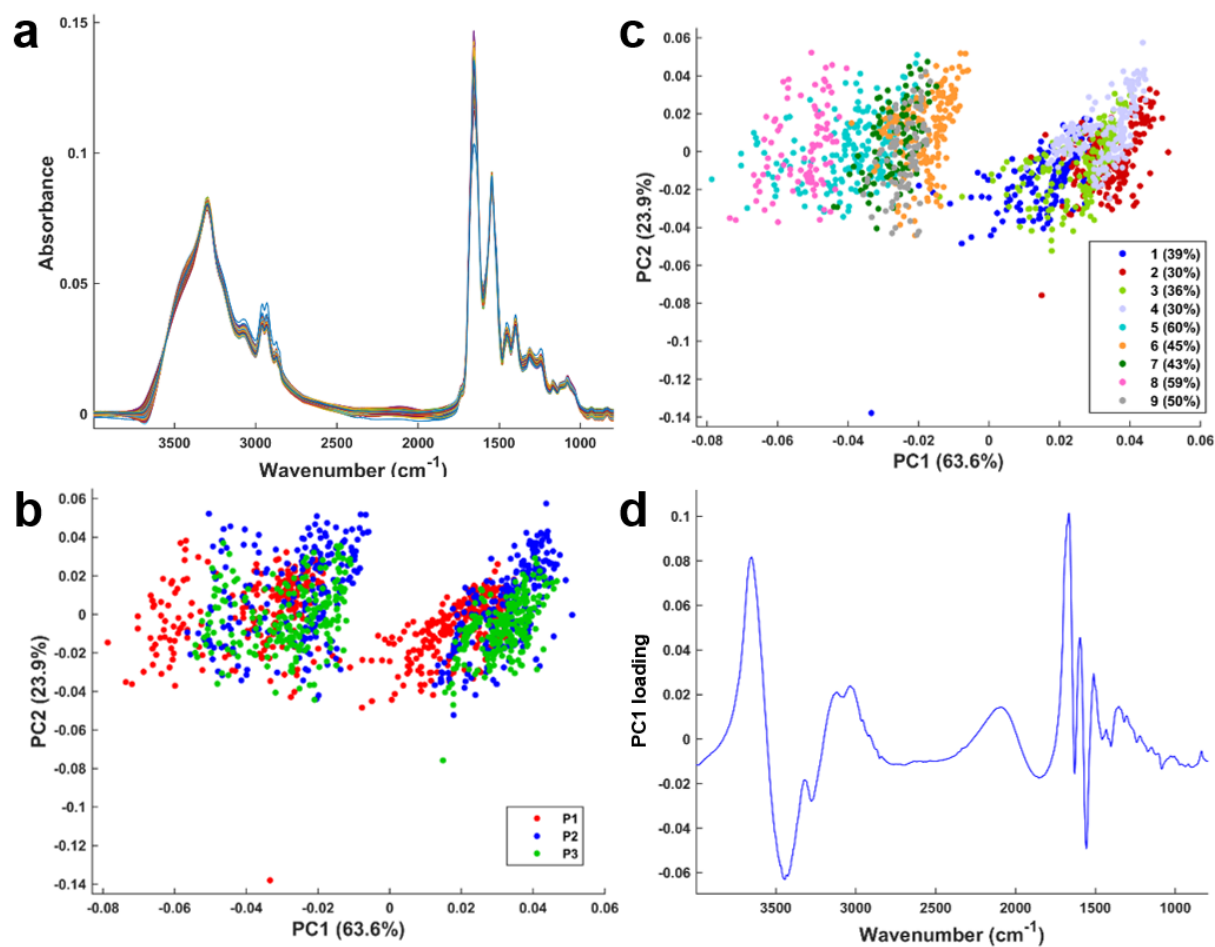 a
0.15
0.1
0.05
0
Absorbance
3500 3000 2500 2000 1500 1000
Wavenumber (cm-1)
c
0.06
0.04
0.02
0
-0.02
-0.04
-0.06
-0.08
-0.1
-0.12
-0.14
PC2 (23.9%)
1 (39%)
2 (30%)
3 (36%)
4 (30%)
5 (60%)
6 (45%)
7 (43%)
8 (59%)
9 (50%)
-0.08 -0.06 -0.04 -0.02 0 0.02 0.04 0.06
PC1 (63.6%)
b
0.06
0.04
0.02
0
-0.02
-0.04
-0.06
-0.08
-0.1
-0.12
-0.14
PC2 (23.9%)
P1
P2
P3
-0.08 -0.06 -0.04 -0.02 0 0.02 0.04 0.06
PC1 (63.6%)
d
0.1
0.08
0.06
0.04
0.02
0
-0.02
-0.04
-0.06
PC1 loading
3500 3000 2500 2000 1500 1000
Wavenumber (cm-1)